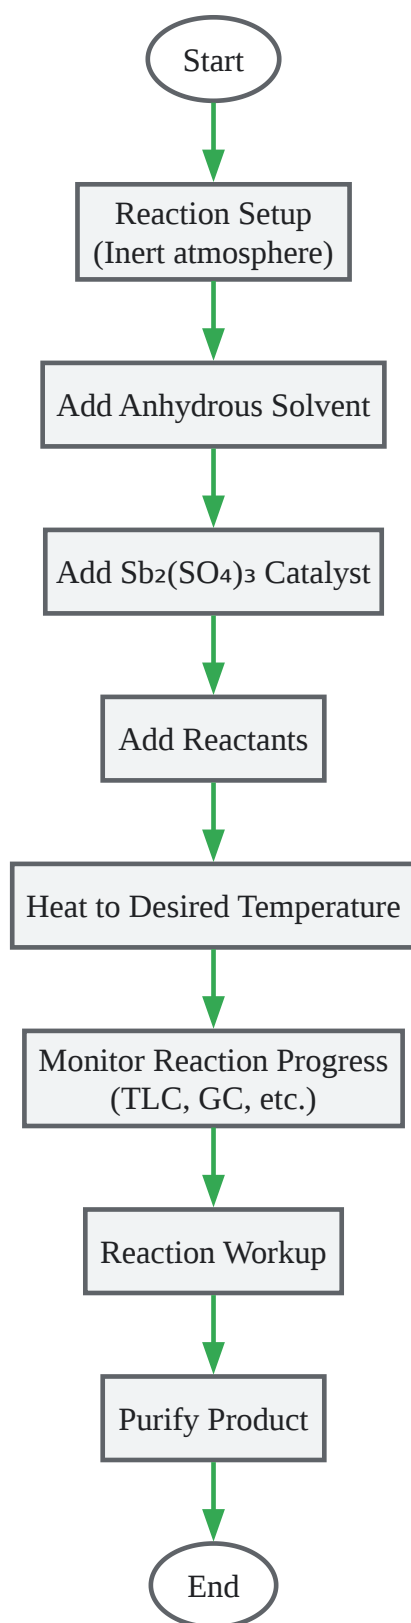 Start
Reaction Setup
(Inert atmosphere)
Add Anhydrous Solvent
Add Sb₂(SO₄)₃ Catalyst
Add Reactants
Heat to Desired Temperature
Monitor Reaction Progress
(TLC, GC, etc.)
Reaction Workup
Purify Product
End